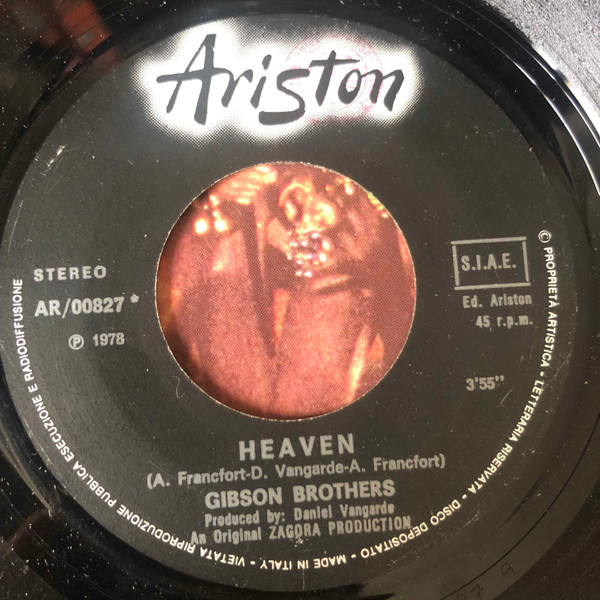 Ariston
STEREO
AR/00827*
℗ 1978
S.I.A.E.
Ed. Ariston
45 r.p.m.
3'55"
HEAVEN
(A. Francfort-D. Vangarde-A. Francfort)
GIBSON BROTHERS
Produced by: Daniel Vangarde
An Original ZAGORA PRODUCTION
© PROPRIETÀ ARTISTICA - LETTERARIA RISERVATA - DISCO DEPOSITATO - MADE IN ITALY - VIETATA RIPRODUZIONE PUBBLICA ESECUZIONE E RADIODIFFUSIONE